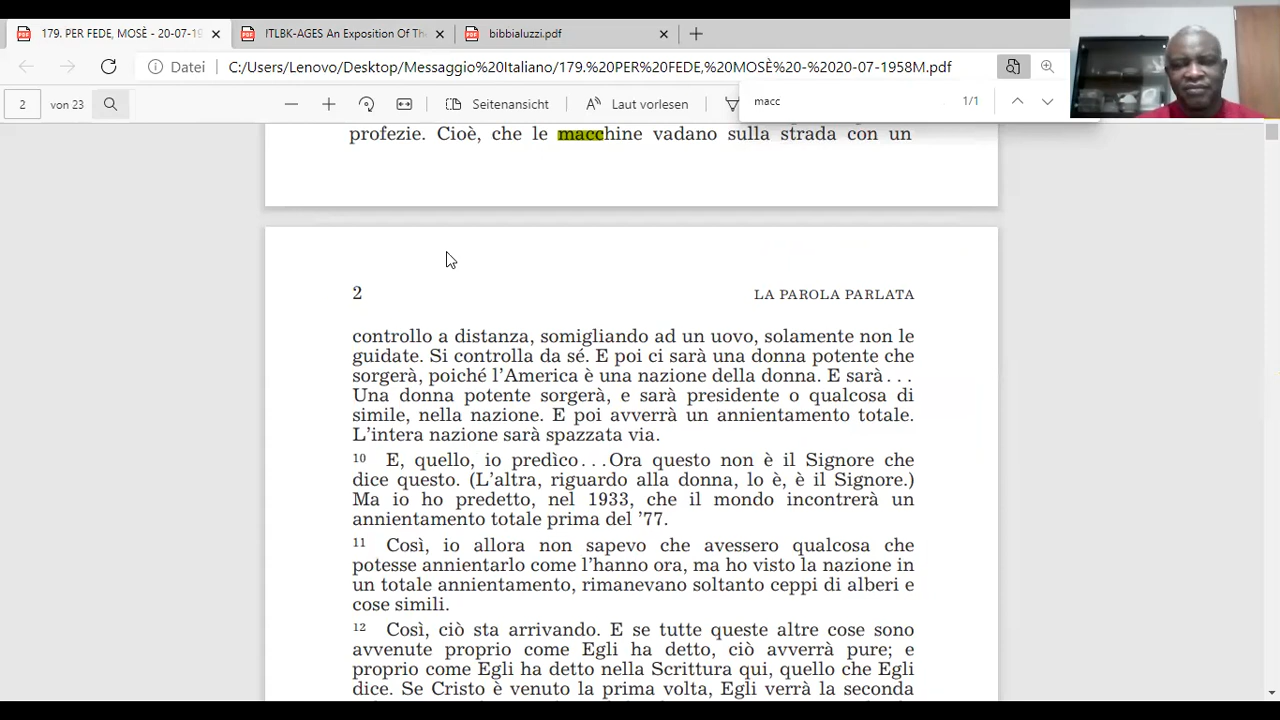 179. PER FEDE, MOSÈ - 20-07-19
!TLBK-AGES An Exposition Of Th
bibbialuzzi.pdf
Datei
C:/Users/Lenovo/Desktop/Messaggio%20Italiano/179.%20PER%20FEDE,%20MOSÈ%20-%2020-07-1958M.pdf
2 von 23
Seitenansicht
Laut vorlesen
macc
1/1
profezie. Cioè, che le macchine vadano sulla strada con un
2
LA PAROLA PARLATA
controllo a distanza, somigliando ad un uovo, solamente non le
guidate. Si controlla da sé. E poi ci sarà una donna potente che
sorgerà, poiché l'America è una nazione della donna. E sarà . . .
Una donna potente sorgerà, e sarà presidente o qualcosa di
simile, nella nazione. E poi avverrà un annientamento totale.
L'intera nazione sarà spazzata via.
10 E, quello, io predìco . . . Ora questo non è il Signore che
dice questo. (L'altra, riguardo alla donna, lo è, è il Signore.)
Ma io ho predetto, nel 1933, che il mondo incontrerà un
annientamento totale prima del '77.
11 Così, io allora non sapevo che avessero qualcosa che
potesse annientarlo come l'hanno ora, ma ho visto la nazione in
un totale annientamento, rimanevano soltanto ceppi di alberi e
cose simili.
12 Così, ciò sta arrivando. E se tutte queste altre cose sono
avvenute proprio come Egli ha detto, ciò avverrà pure; e
proprio come Egli ha detto nella Scrittura qui, quello che Egli
dice. Se Cristo è venuto la prima volta, Egli verrà la seconda